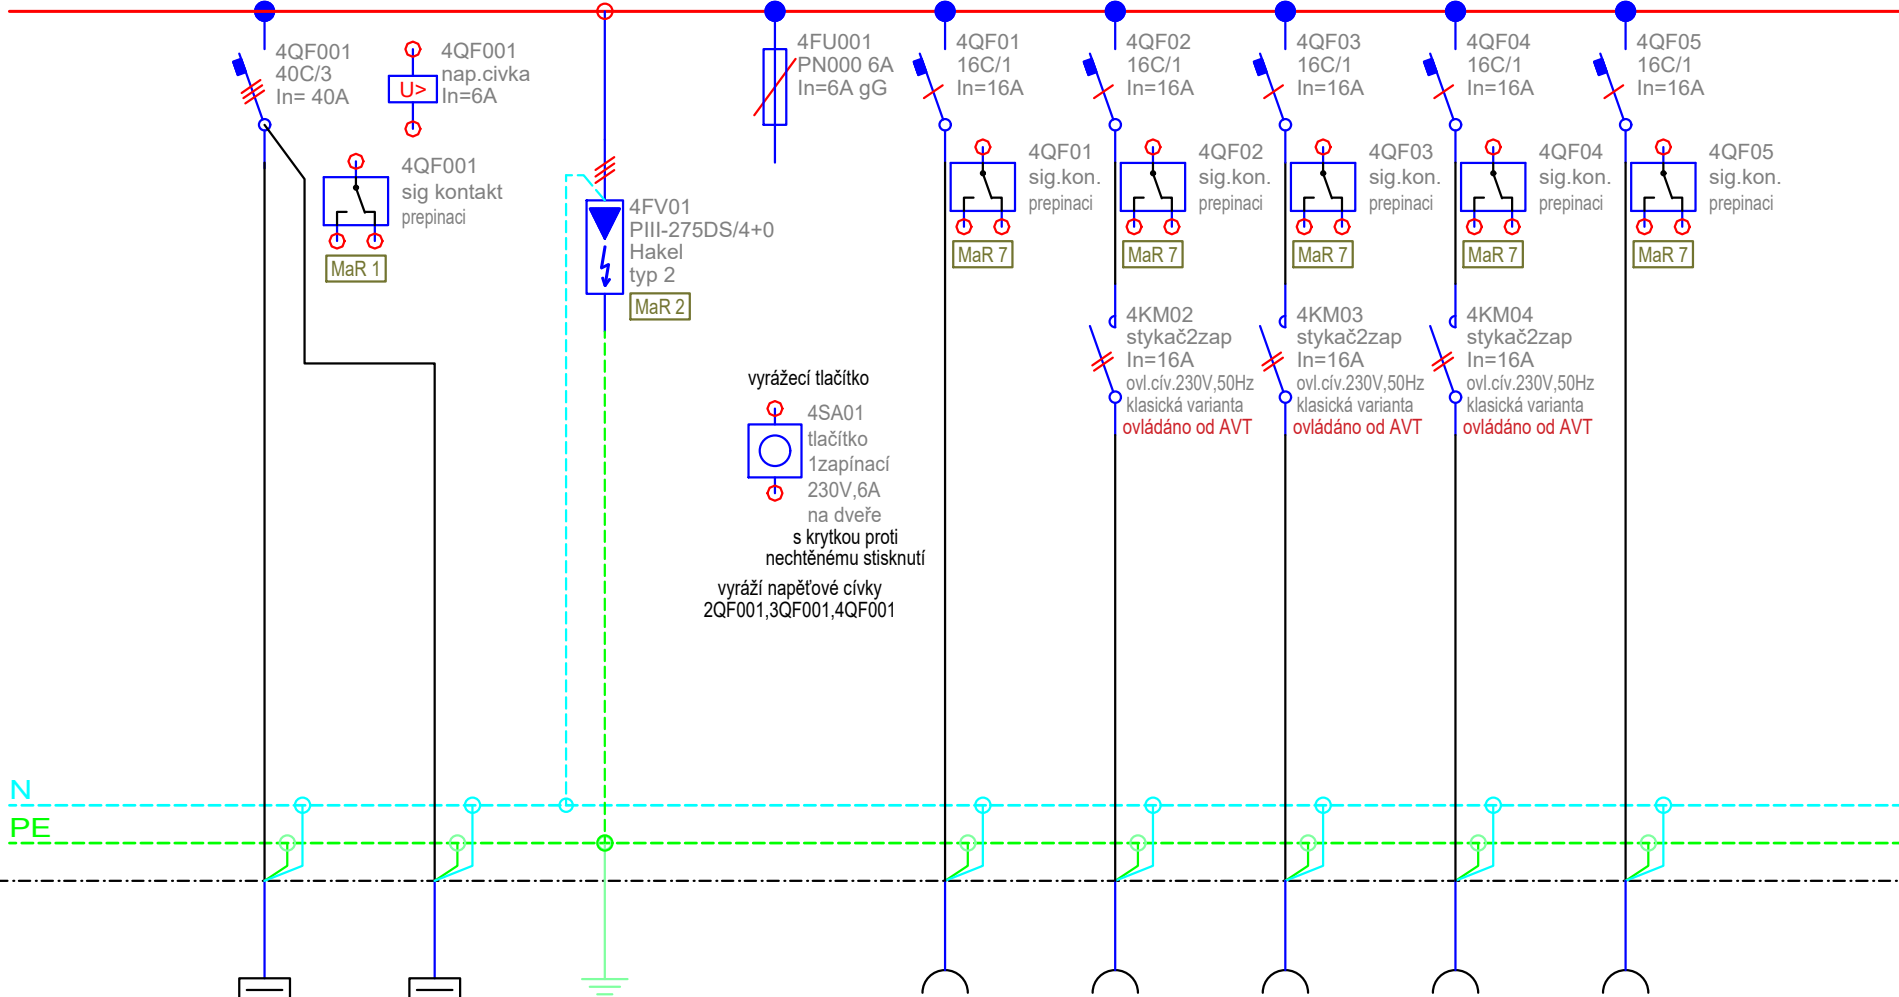 4QF001
40C/3
In= 40A
4QF001
nap.civka
In=6A
U>
4QF001
sig kontakt
prepinaci
MaR 1
4FV01
PIII-275DS/4+0
Hakel
typ 2
MaR 2
4FU001
PN000 6A
In=6A gG
vyrážecí tlačítko
4SA01
tlačítko
1zapínací
230V,6A
na dveře
s krytkou proti
nechtěnému stisknutí
vyráží napěťové cívky
2QF001,3QF001,4QF001
4QF01
16C/1
In=16A
4QF01
sig.kon.
prepinaci
MaR 7
4QF02
16C/1
In=16A
4QF02
sig.kon.
prepinaci
MaR 7
4KM02
stykač2zap
In=16A
ovl.cív.230V,50Hz
klasická varianta
ovládáno od AVT
4QF03
16C/1
In=16A
4QF03
sig.kon.
prepinaci
MaR 7
4KM03
stykač2zap
In=16A
ovl.cív.230V,50Hz
klasická varianta
ovládáno od AVT
4QF04
16C/1
In=16A
4QF04
sig.kon.
prepinaci
MaR 7
4KM04
stykač2zap
In=16A
ovl.cív.230V,50Hz
klasická varianta
ovládáno od AVT
4QF05
16C/1
In=16A
4QF05
sig.kon.
prepinaci
MaR 7
N
PE